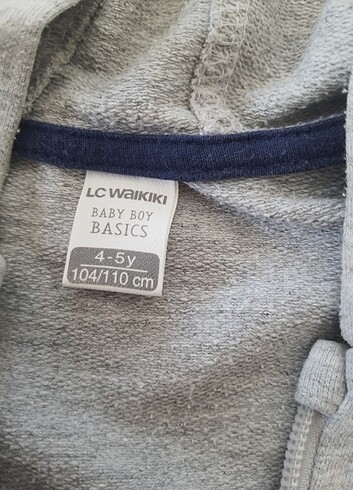 LC WAIKIKI
BABY BOY
BASICS
4-5y
104/110 cm